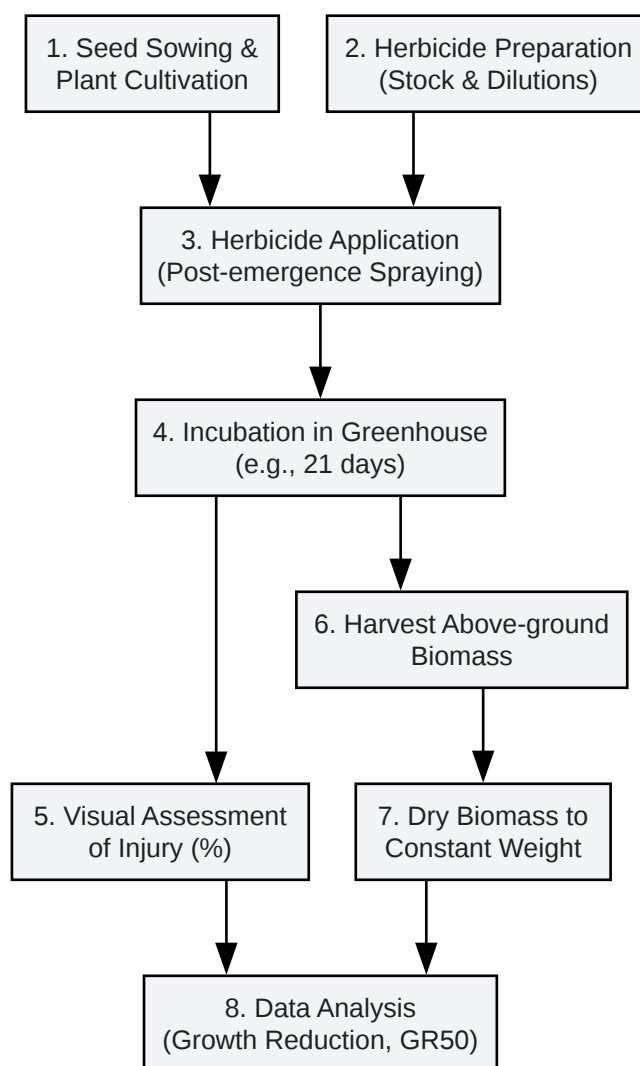 1. Seed Sowing &
Plant Cultivation
2. Herbicide Preparation
(Stock & Dilutions)
3. Herbicide Application
(Post-emergence Spraying)
4. Incubation in Greenhouse
(e.g., 21 days)
6. Harvest Above-ground
Biomass
5. Visual Assessment
of Injury (%)
7. Dry Biomass to
Constant Weight
8. Data Analysis
(Growth Reduction, GR50)